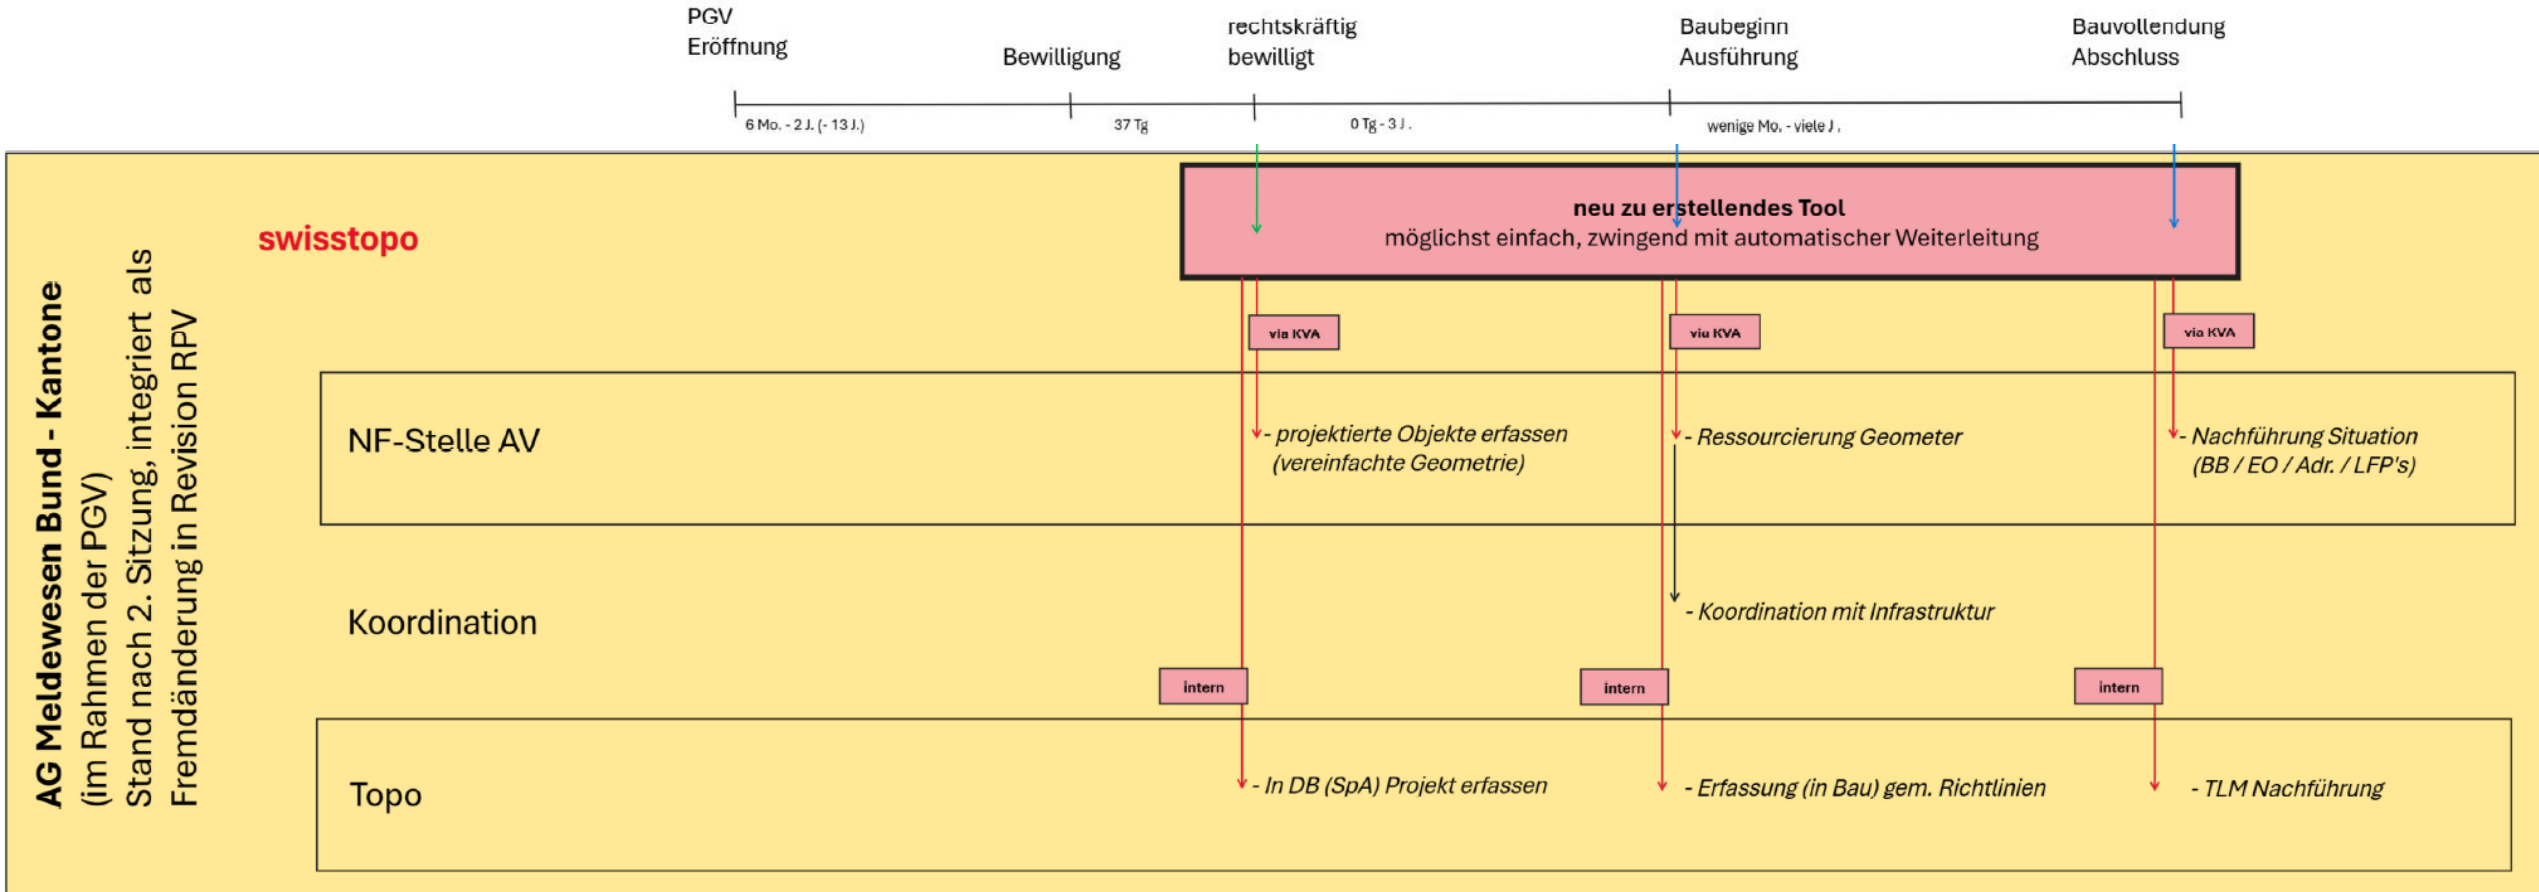 PGV
Eröffnung
Bewilligung
rechtskräftig
bewilligt
Baubeginn
Ausführung
Bauvollendung
Abschluss
6 Mo. - 2 J. (- 13 J.)
37 Tg
0 Tg - 3 J.
wenige Mo. - viele J.
AG Meldewesen Bund - Kantone
(im Rahmen der PGV)
Stand nach 2. Sitzung, integriert als
Fremdänderung in Revision RPV
swisstopo
neu zu erstellendes Tool
möglichst einfach, zwingend mit automatischer Weiterleitung
via KVA
via KVA
via KVA
NF-Stelle AV
- projektierte Objekte erfassen
(vereinfachte Geometrie)
- Ressourcierung Geometer
- Nachführung Situation
(BB / EO / Adr. / LFP's)
Koordination
- Koordination mit Infrastruktur
intern
intern
intern
Topo
- In DB (SpA) Projekt erfassen
- Erfassung (in Bau) gem. Richtlinien
- TLM Nachführung